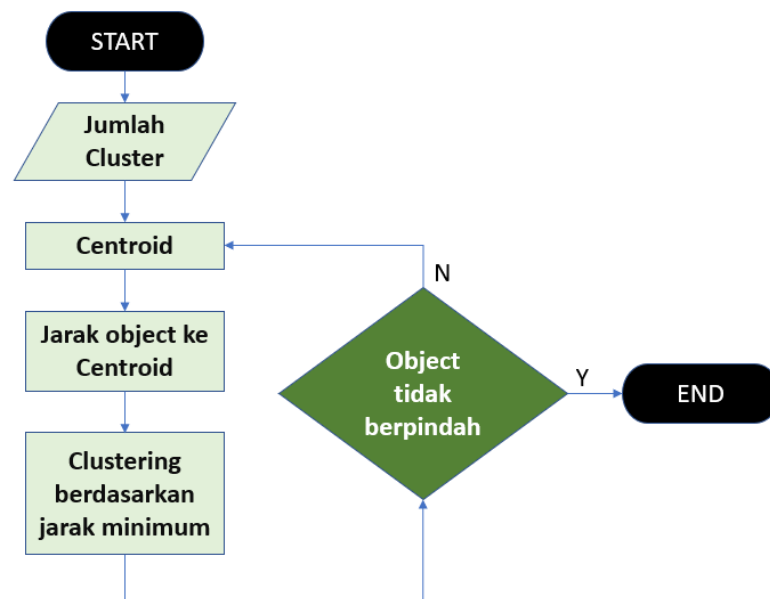 START
Jumlah
Cluster
Centroid
Jarak object ke
Centroid
Clustering
berdasarkan
jarak minimum
N
Object
tidak
berpindah
Y
END